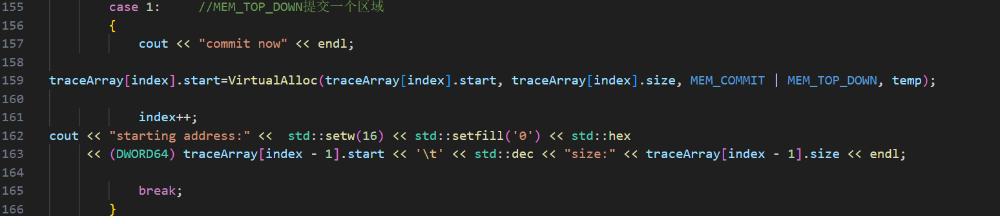 155 case 1: //MEM_TOP_DOWN提交一个区域
156 {
157 cout << "commit now" << endl;
158
159 traceArray[index].start=VirtualAlloc(traceArray[index].start, traceArray[index].size, MEM_COMMIT | MEM_TOP_DOWN, temp);
160
161 index++;
162 cout << "starting address:" <<  std::setw(16) << std::setfill('0') << std::hex
163 << (DWORD64) traceArray[index - 1].start << '\t' << std::dec << "size:" << traceArray[index - 1].size << endl;
164
165 break;
166 }